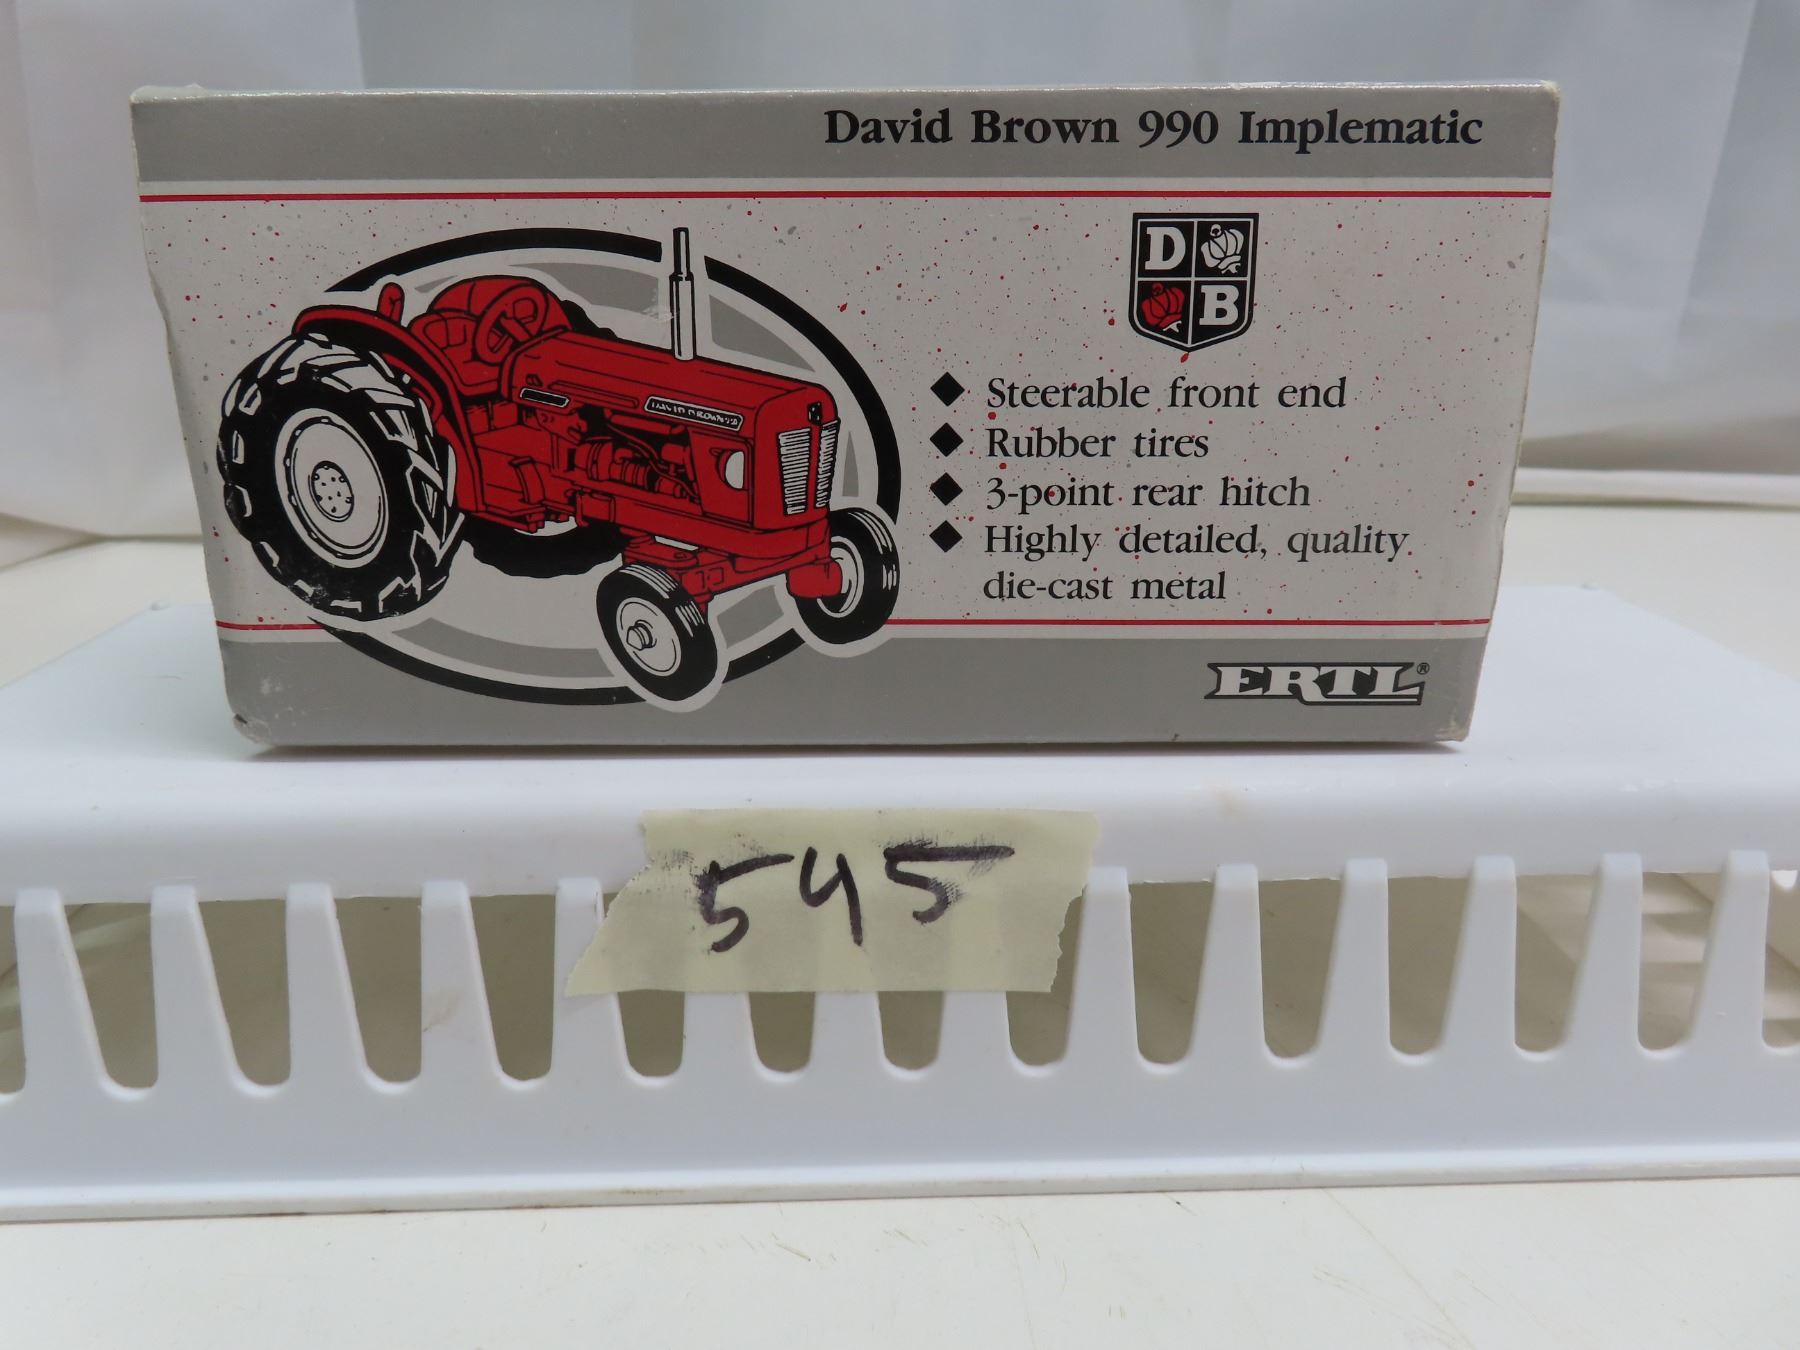 David Brown 990 Implematic
D
B
DAVID BROWN
Steerable front end
Rubber tires
3-point rear hitch
Highly detailed, quality
die-cast metal
ERTL®
545